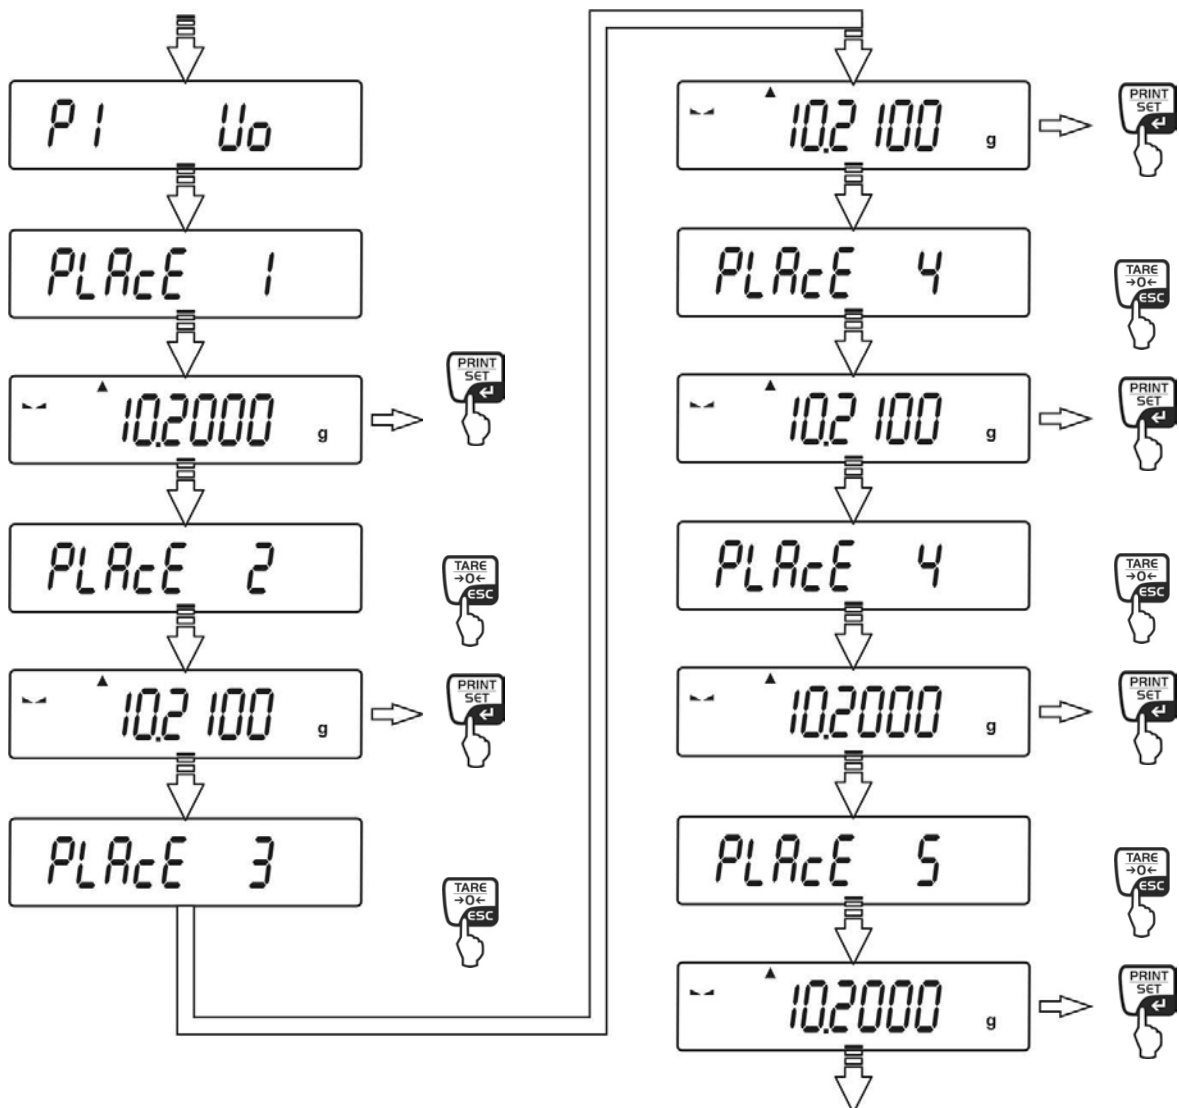 P1 Uo
PLAcE 1
10.2000 g
PRINT
SET
PLAcE 2
TARE
→0←
ESC
10.2100 g
PRINT
SET
PLAcE 3
TARE
→0←
ESC
10.2100 g
PRINT
SET
PLAcE 4
TARE
→0←
ESC
10.2100 g
PRINT
SET
PLAcE 4
TARE
→0←
ESC
10.2000 g
PRINT
SET
PLAcE 5
TARE
→0←
ESC
10.2000 g
PRINT
SET